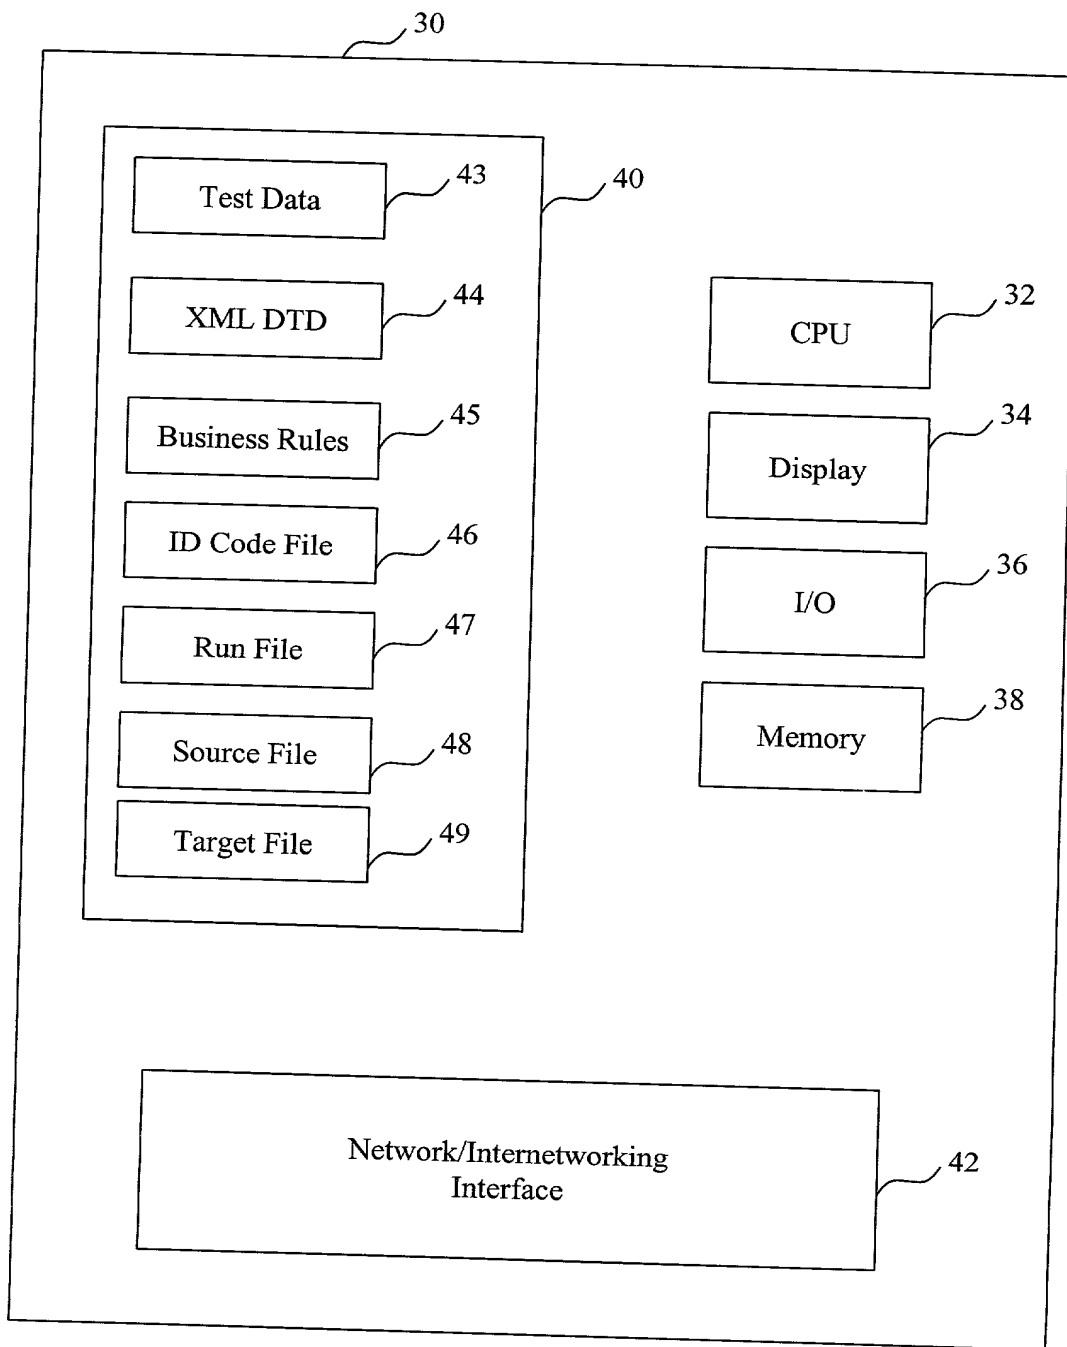 30
Test Data
43
40
XML DTD
44
Business Rules
45
ID Code File
46
Run File
47
Source File
48
Target File
49
CPU
32
Display
34
I/O
36
Memory
38
Network/Internetworking
Interface
42